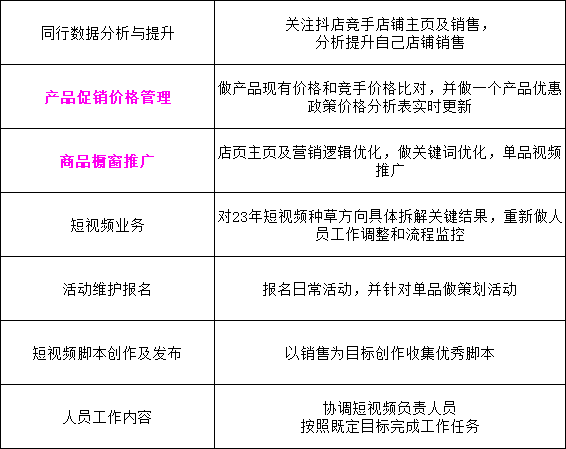 同行数据分析与提升
关注抖店竞手店铺主页及销售，
分析提升自己店铺销售
产品促销价格管理
做产品现有价格和竞手价格比对，并做一个产品优惠
政策价格分析表实时更新
商品橱窗推广
店页主页及营销逻辑优化，做关键词优化，单品视频
推广
短视频业务
对23年短视频种草方向具体拆解关键结果，重新做人
员工作调整和流程监控
活动维护报名
报名日常活动，并针对单品做策划活动
短视频脚本创作及发布
以销售为目标创作收集优秀脚本
人员工作内容
协调短视频负责人员
按照既定目标完成工作任务